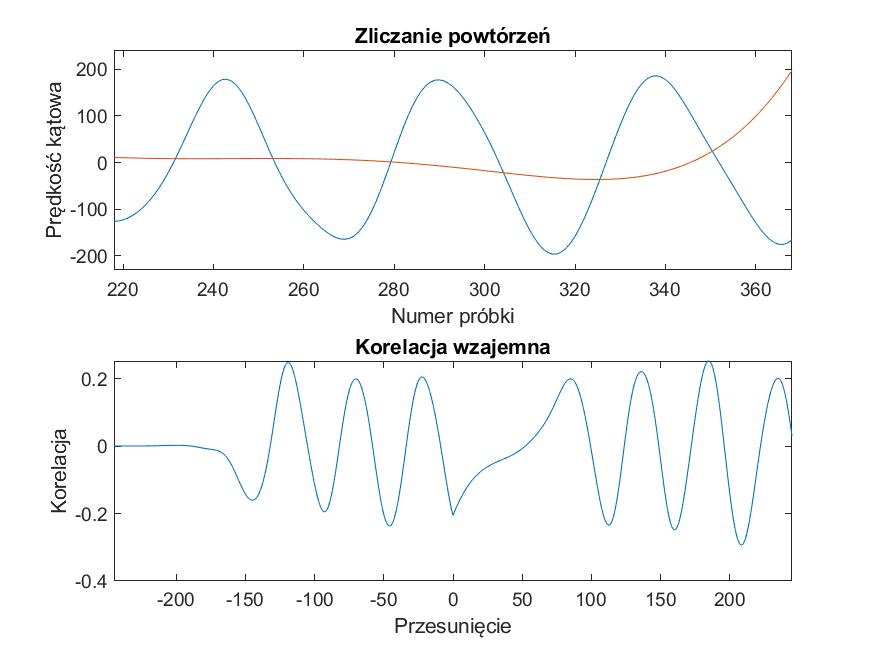 Zliczanie powtórzeń
Prędkość kątowa
200
100
0
-100
-200
220 240 260 280 300 320 340 360
Numer próbki
Korelacja wzajemna
Korelacja
0.2
0
-0.2
-0.4
-200 -150 -100 -50 0 50 100 150 200
Przesunięcie